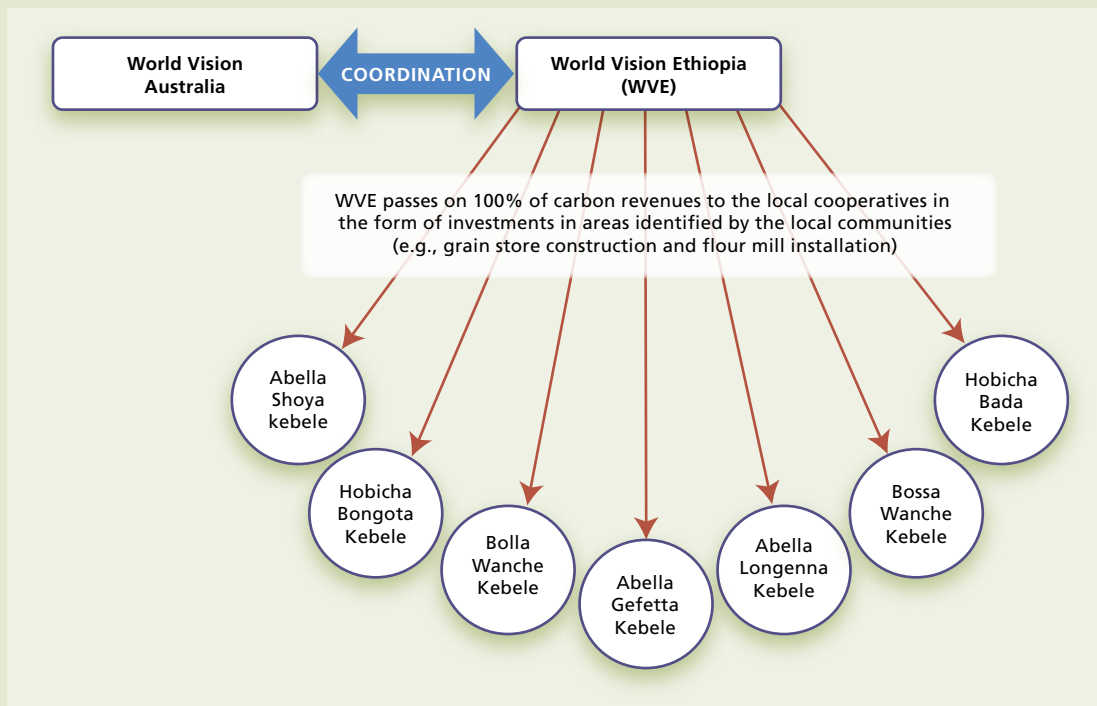 World Vision
Australia
COORDINATION
World Vision Ethiopia
(WVE)
WVE passes on 100% of carbon revenues to the local cooperatives in
the form of investments in areas identified by the local communities
(e.g., grain store construction and flour mill installation)
Abella
Shoya
kebele
Hobicha
Bongota
Kebele
Bolla
Wanche
Kebele
Abella
Gefetta
Kebele
Abella
Longenna
Kebele
Bossa
Wanche
Kebele
Hobicha
Bada
Kebele